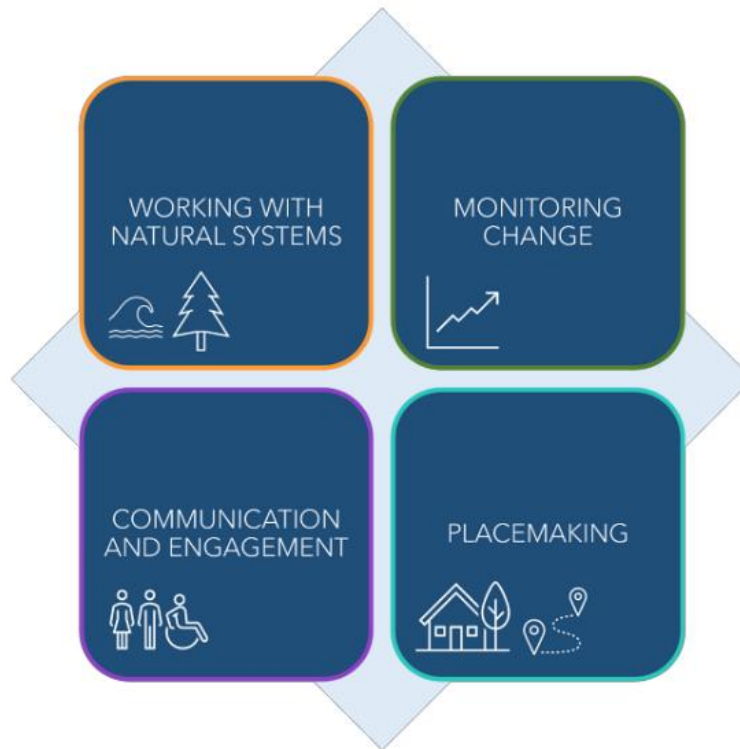 WORKING WITH
NATURAL SYSTEMS
MONITORING
CHANGE
COMMUNICATION
AND ENGAGEMENT
PLACEMAKING